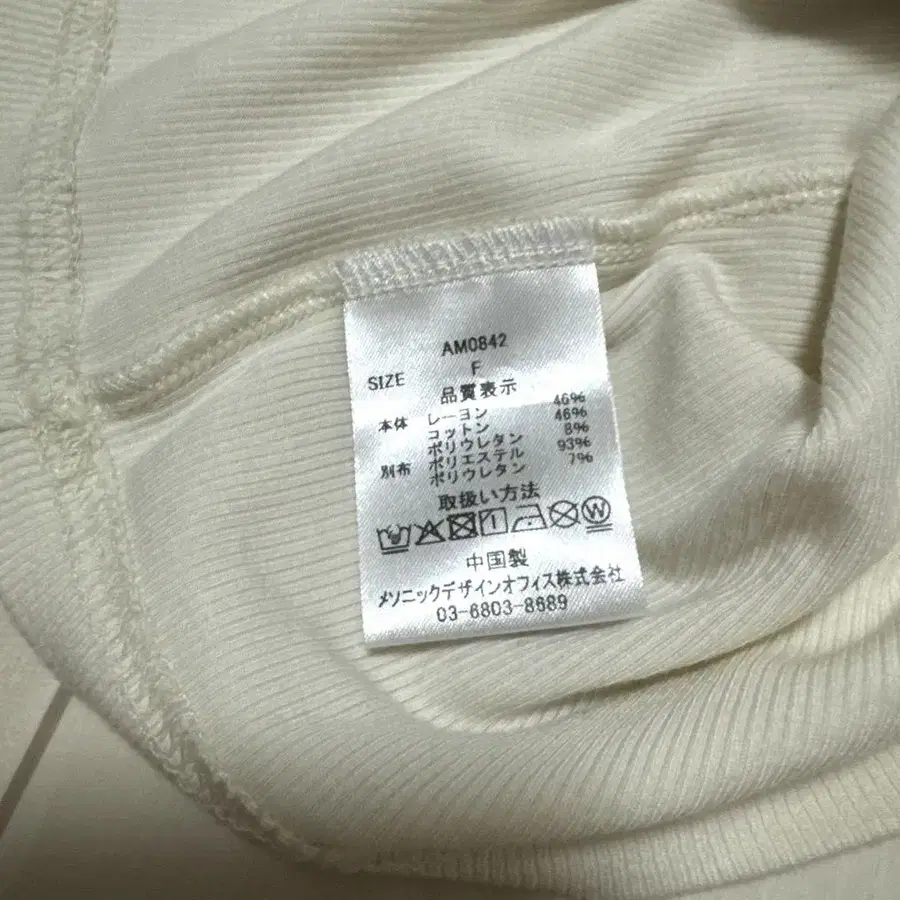 AM0842
SIZE F
品質表示
本体 レーヨン 46%
コットン 46%
ポリウレタン 8%
別布 ポリエステル 93%
ポリウレタン 7%
取扱い方法
W
中国製
メソニックデザインオフィス株式会社
03-6803-8689